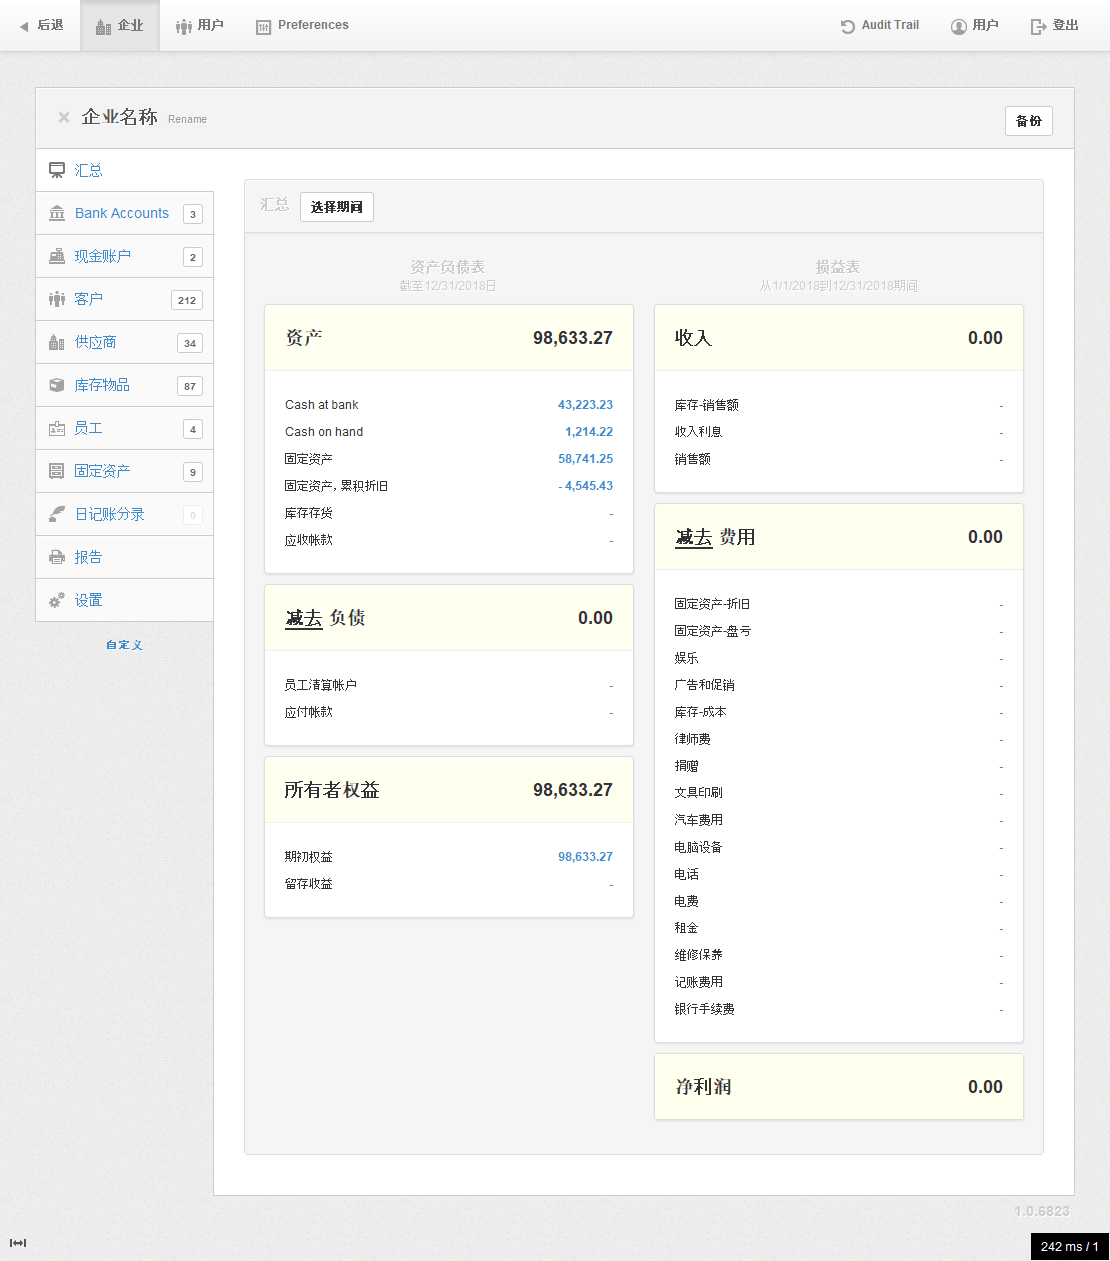 后退 企业 用户 Preferences Audit Trail 用户 登出
× 企业名称 Rename 备份
汇总
Bank Accounts 3
现金账户 2
客户 212
供应商 34
库存物品 87
员工 4
固定资产 9
日记账分录 0
报告
设置
自定义
汇总 选择期间
资产负债表
截至12/31/2018日
资产 98,633.27
Cash at bank 43,223.23
Cash on hand 1,214.22
固定资产 58,741.25
固定资产, 累积折旧 - 4,545.43
库存存货 -
应收帐款 -
减去 负债 0.00
员工清算帐户 -
应付帐款 -
所有者权益 98,633.27
期初权益 98,633.27
留存收益 -
损益表
从1/1/2018到12/31/2018期间
收入 0.00
库存-销售额 -
收入利息 -
销售额 -
减去 费用 0.00
固定资产-折旧 -
固定资产-盘亏 -
娱乐 -
广告和促销 -
库存-成本 -
律师费 -
捐赠 -
文具印刷 -
汽车费用 -
电脑设备 -
电话 -
电费 -
租金 -
维修保养 -
记账费用 -
银行手续费 -
净利润 0.00
1.0.6823
242 ms / 1